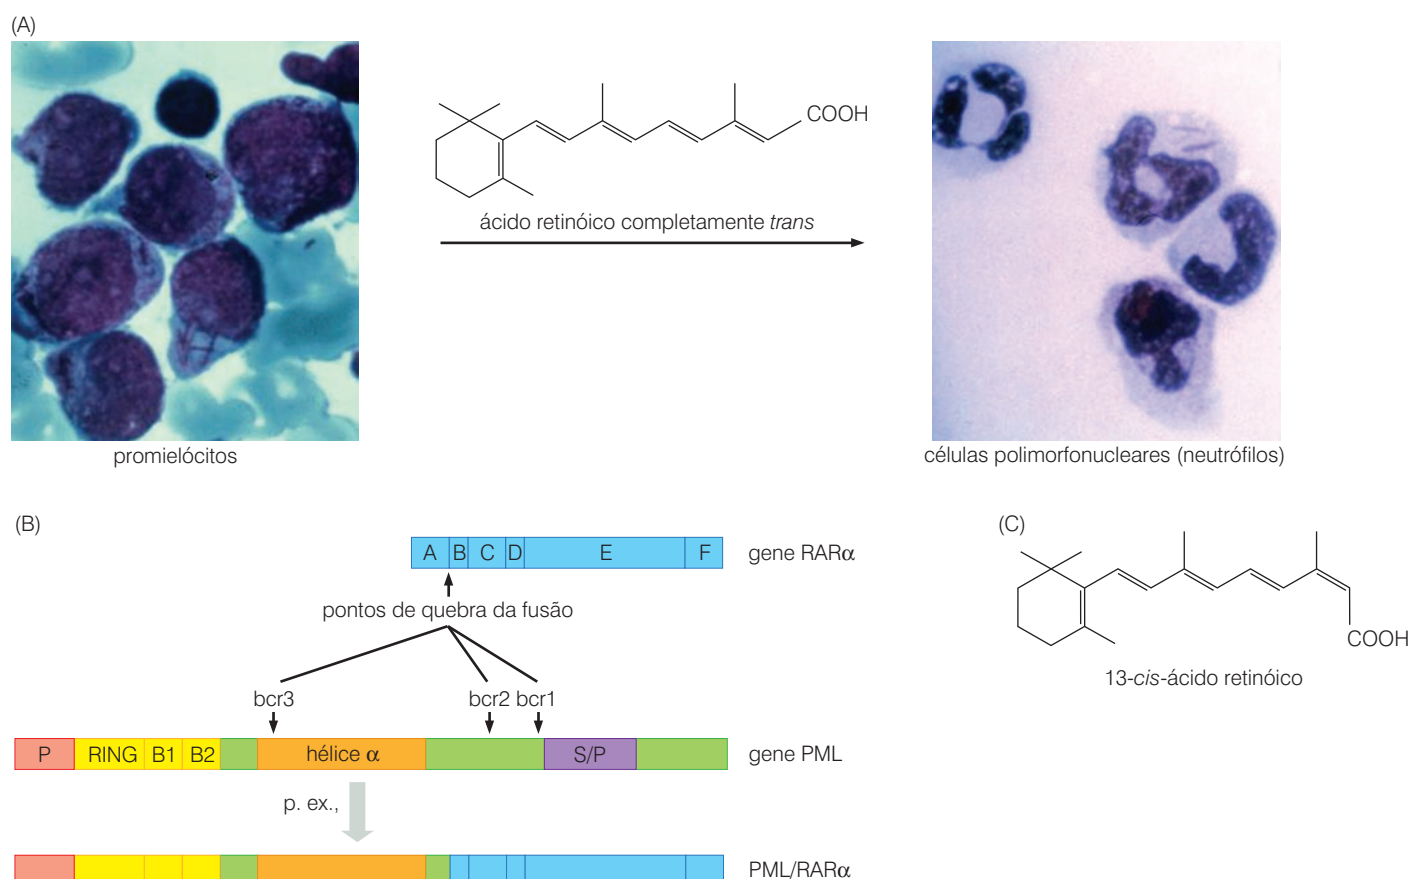 (A)
COOH
ácido retinóico completamente trans
promielócitos
células polimorfonucleares (neutrófilos)
(B)
A B C D E F gene RARα
pontos de quebra da fusão
bcr3 bcr2 bcr1
P RING B1 B2 hélice α S/P gene PML
p. ex.,
PML/RARα
(C)
COOH
13-cis-ácido retinóico